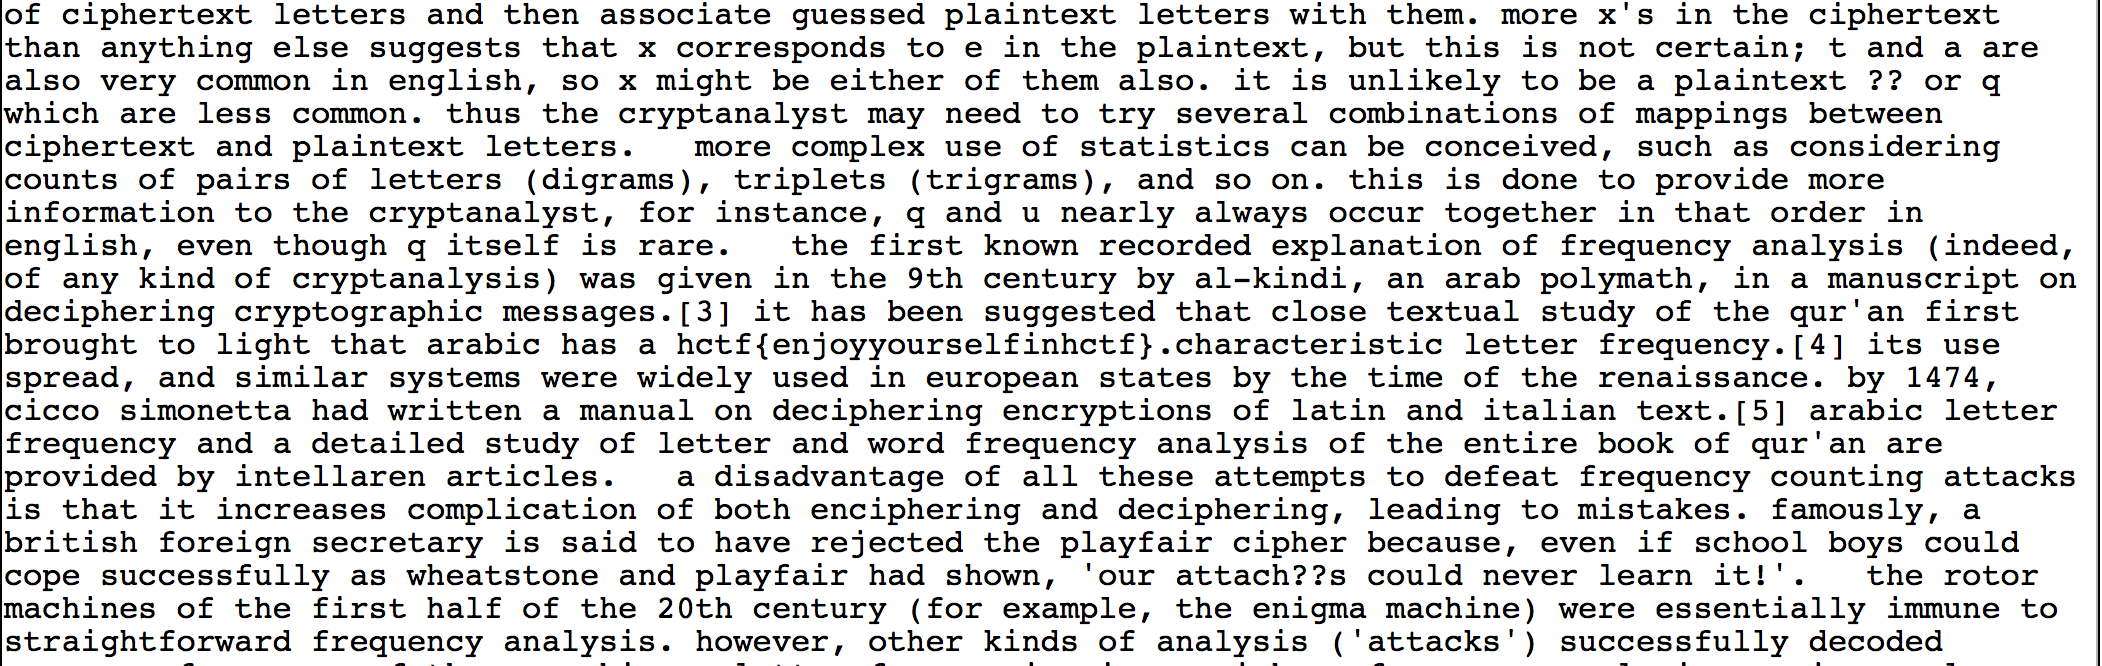 of ciphertext letters and then associate guessed plaintext letters with them. more x's in the ciphertext
than anything else suggests that x corresponds to e in the plaintext, but this is not certain; t and a are
also very common in english, so x might be either of them also. it is unlikely to be a plaintext ?? or q
which are less common. thus the cryptanalyst may need to try several combinations of mappings between
ciphertext and plaintext letters.   more complex use of statistics can be conceived, such as considering
counts of pairs of letters (digrams), triplets (trigrams), and so on. this is done to provide more
information to the cryptanalyst, for instance, q and u nearly always occur together in that order in
english, even though q itself is rare.   the first known recorded explanation of frequency analysis (indeed,
of any kind of cryptanalysis) was given in the 9th century by al-kindi, an arab polymath, in a manuscript on
deciphering cryptographic messages.[3] it has been suggested that close textual study of the qur'an first
brought to light that arabic has a hctf{enjoyyourselfinhctf}.characteristic letter frequency.[4] its use
spread, and similar systems were widely used in european states by the time of the renaissance. by 1474,
cicco simonetta had written a manual on deciphering encryptions of latin and italian text.[5] arabic letter
frequency and a detailed study of letter and word frequency analysis of the entire book of qur'an are
provided by intellaren articles.   a disadvantage of all these attempts to defeat frequency counting attacks
is that it increases complication of both enciphering and deciphering, leading to mistakes. famously, a
british foreign secretary is said to have rejected the playfair cipher because, even if school boys could
cope successfully as wheatstone and playfair had shown, 'our attach??s could never learn it!'.   the rotor
machines of the first half of the 20th century (for example, the enigma machine) were essentially immune to
straightforward frequency analysis. however, other kinds of analysis ('attacks') successfully decoded